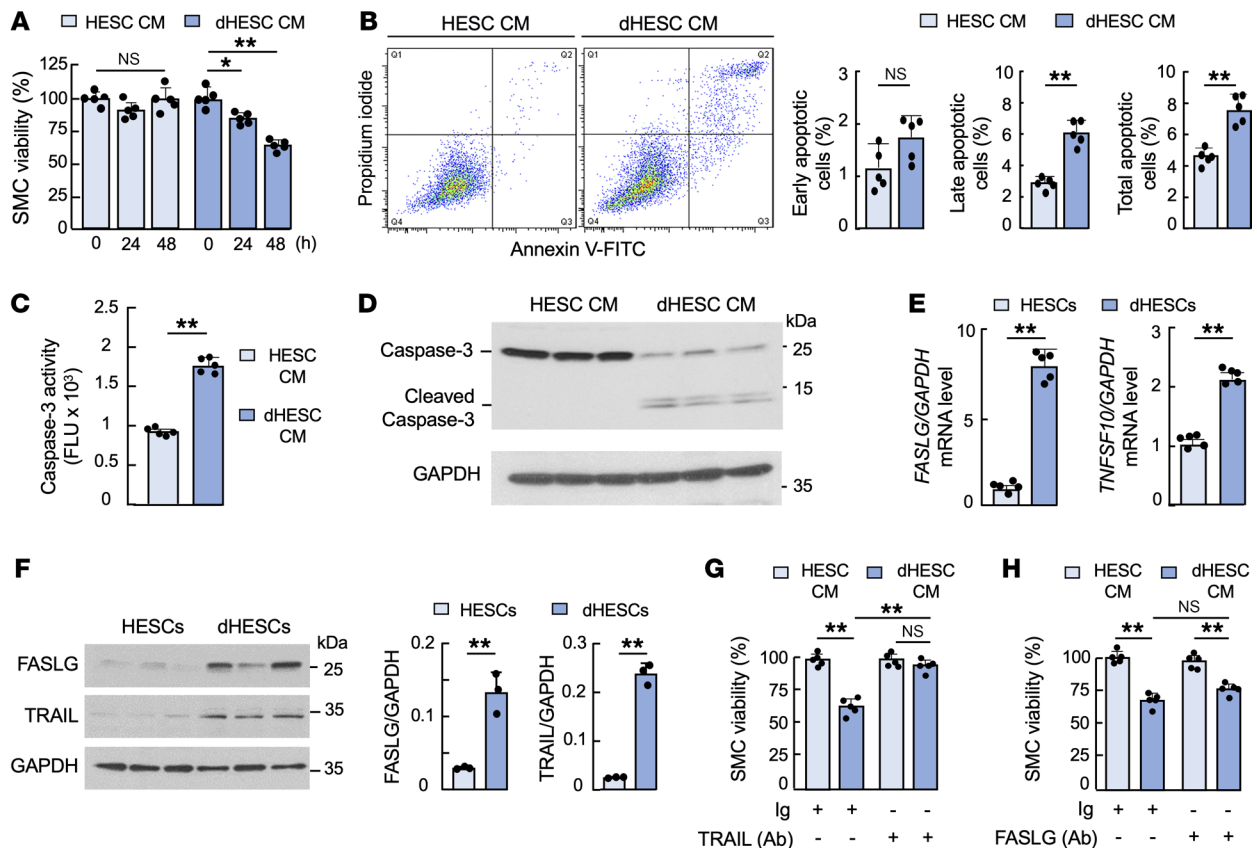 A
HESC CM
dHESC CM
SMC viability (%)
125
100
75
50
25
0
NS
*
**
0
24
48
0
24
48
(h)
B
HESC CM
dHESC CM
Propidium iodide
Q1
Q2
Q4
Q3
Q1
Q2
Q4
Q3
Annexin V-FITC
HESC CM
dHESC CM
Early apoptotic
cells (%)
3
2
1
0
NS
Late apoptotic
cells (%)
10
8
6
4
2
0
**
Total apoptotic
cells (%)
10
8
6
4
2
0
**
C
Caspase-3 activity
(FLU x 10³)
2.5
2
1.5
1
0.5
0
**
HESC
CM
dHESC
CM
D
HESC CM
dHESC CM
kDa
Caspase-3
25
Cleaved
Caspase-3
15
GAPDH
35
E
HESCs
dHESCs
FASLG/GAPDH
mRNA level
10
5
0
**
TNFSF10/GAPDH
mRNA level
3
2
1
0
**
F
HESCs
dHESCs
kDa
FASLG
25
TRAIL
35
GAPDH
35
HESCs
dHESCs
FASLG/GAPDH
0.2
0.1
0
**
TRAIL/GAPDH
0.3
0.2
0.1
0
**
G
HESC
CM
dHESC
CM
SMC viability (%)
100
75
50
25
0
**
**
NS
Ig + + - -
TRAIL (Ab) - - + +
H
HESC
CM
dHESC
CM
SMC viability (%)
100
75
50
25
0
**
NS
**
Ig + + - -
FASLG (Ab) - - + +